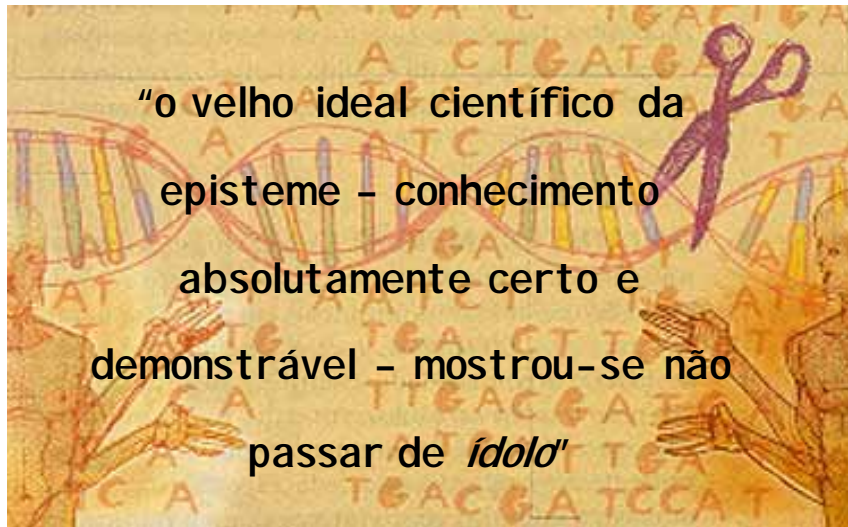 “o velho ideal científico da
episteme – conhecimento
absolutamente certo e
demonstrável – mostrou-se não
passar de ídolo”